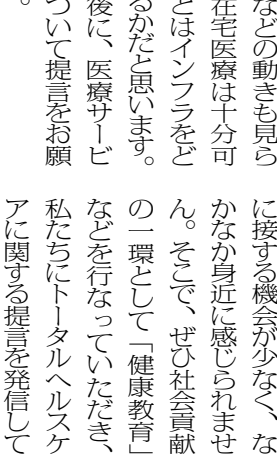 に接する機会が少なく、な
かなか身近に感じられませ
ん。そこで、ぜひ社会貢献
の一環として「健康教育」
などを行なっていただき、
私たちにトータルヘルスケ
アに関する提言を発信して
などの動きも見ら
在宅医療は十分可
とはインフラをど
るかだと思います。
後に、医療サービ
ついて提言をお願
。